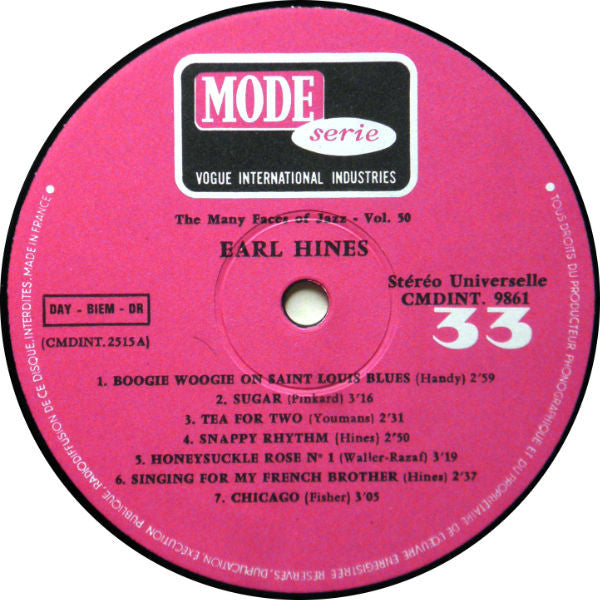 MODE
serie
VOGUE INTERNATIONAL INDUSTRIES
The Many Faces of Jazz - Vol. 50
EARL HINES
Stéréo Universelle
CMDINT. 9861
33
DAY - BIEM - DR
(CMDINT. 2515A)
1. BOOGIE WOOGIE ON SAINT LOUIS BLUES (Handy) 2'59
2. SUGAR (Pinkard) 3'16
3. TEA FOR TWO (Youmans) 2'31
4. SNAPPY RHYTHM (Hines) 2'50
5. HONEYSUCKLE ROSE N° 1 (Waller-Razaf) 3'19
6. SINGING FOR MY FRENCH BROTHER (Hines) 2'37
7. CHICAGO (Fisher) 3'05
• TOUS DROITS DU PRODUCTEUR PHONOGRAPHIQUE ET DU PROPRIETAIRE DE L'ŒUVRE ENREGISTREE RESERVES, DUPLICATION, EXECUTION PUBLIQUE, RADIODIFFUSION DE CE DISQUE, INTERDITES. MADE IN FRANCE •